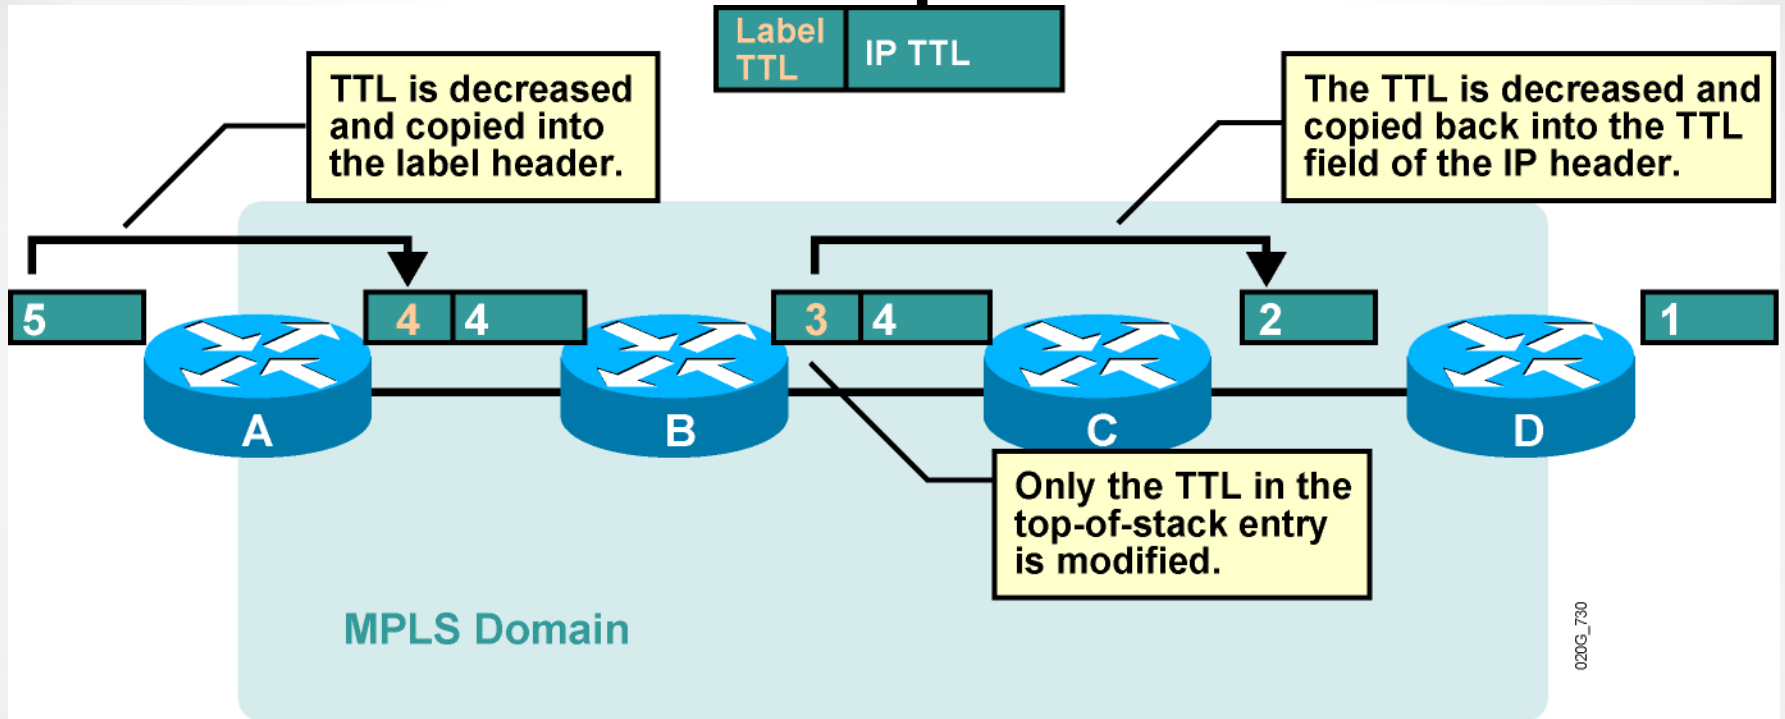 Label
TTL
IP TTL
TTL is decreased
and copied into
the label header.
The TTL is decreased and
copied back into the TTL
field of the IP header.
5
4
4
3
4
2
1
A
B
C
D
Only the TTL in the
top-of-stack entry
is modified.
MPLS Domain
020G_730